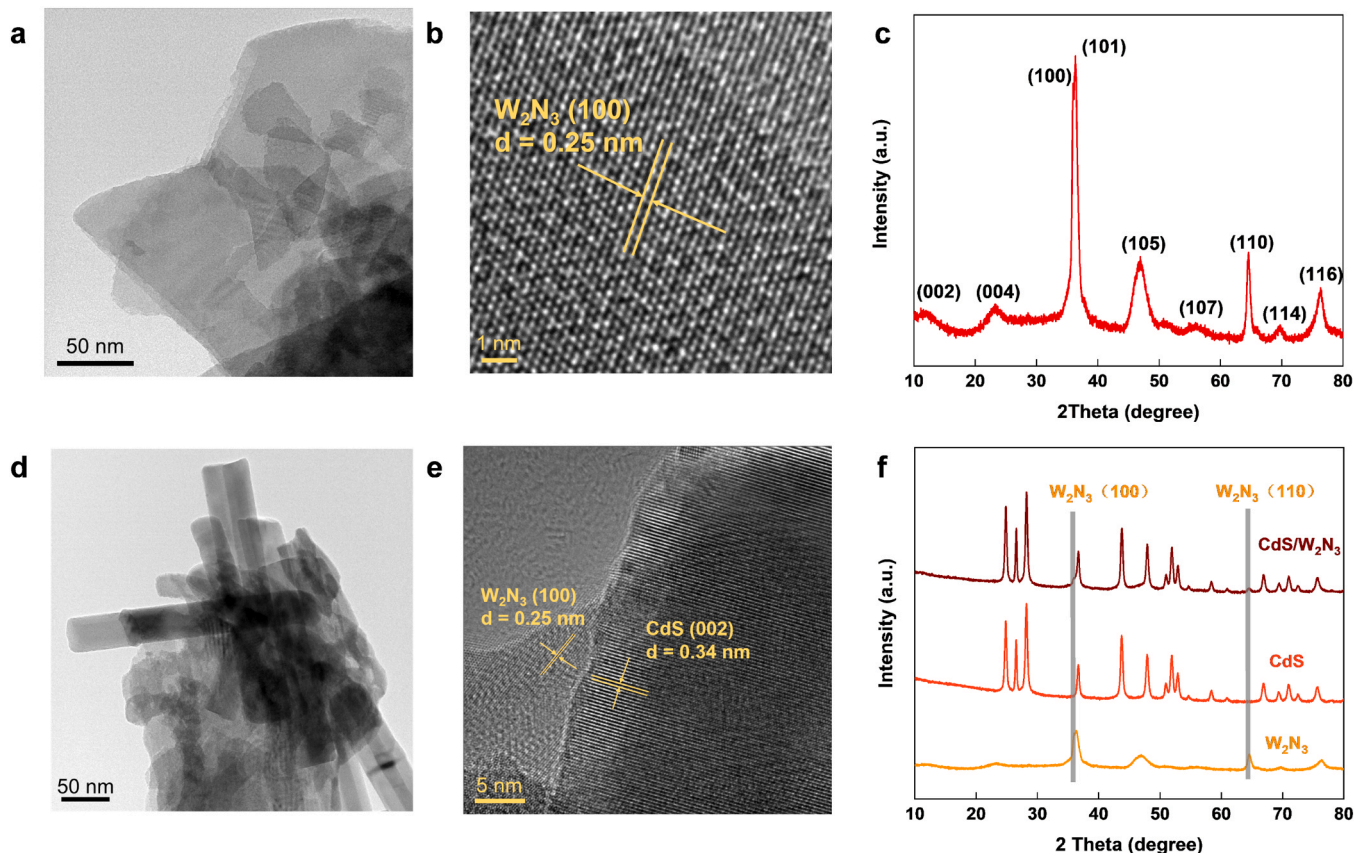 a
50 nm
b
W₂N₃ (100)
d = 0.25 nm
1 nm
c
Intensity (a.u.)
(002)
(004)
(100)
(101)
(105)
(107)
(110)
(114)
(116)
10 20 30 40 50 60 70 80
2Theta (degree)
d
50 nm
e
W₂N₃ (100)
d = 0.25 nm
CdS (002)
d = 0.34 nm
5 nm
f
Intensity (a.u.)
W₂N₃（100）
W₂N₃（110）
CdS/W₂N₃
CdS
W₂N₃
10 20 30 40 50 60 70 80
2 Theta (degree)